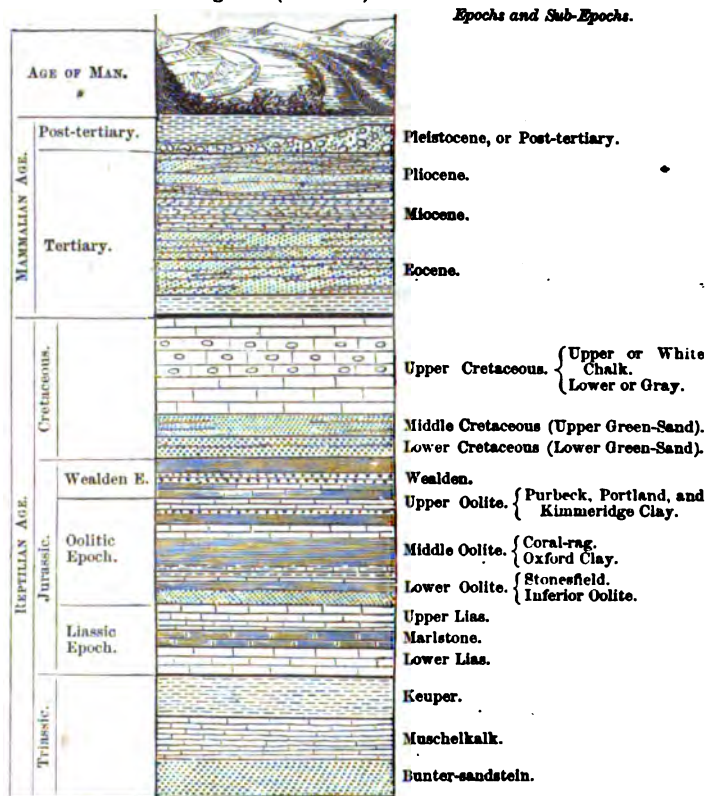 Epochs and Sub-Epochs.
AGE OF MAN.
MAMMALIAN AGE.
Post-tertiary.
Pleistocene, or Post-tertiary.
Tertiary.
Pliocene.
Miocene.
Eocene.
REPTILIAN AGE.
Cretaceous.
Upper Cretaceous. { Upper or White
Chalk.
Lower or Gray.
Middle Cretaceous (Upper Green-Sand).
Lower Cretaceous (Lower Green-Sand).
Jurassic.
Wealden E.
Wealden.
Oolitic
Epoch.
Upper Oolite. { Purbeck, Portland, and
Kimmeridge Clay.
Middle Oolite. { Coral-rag.
Oxford Clay.
Lower Oolite. { Stonesfield.
Inferior Oolite.
Liassic
Epoch.
Upper Lias.
Marlstone.
Lower Lias.
Triassic.
Keuper.
Muschelkalk.
Bunter-sandstein.